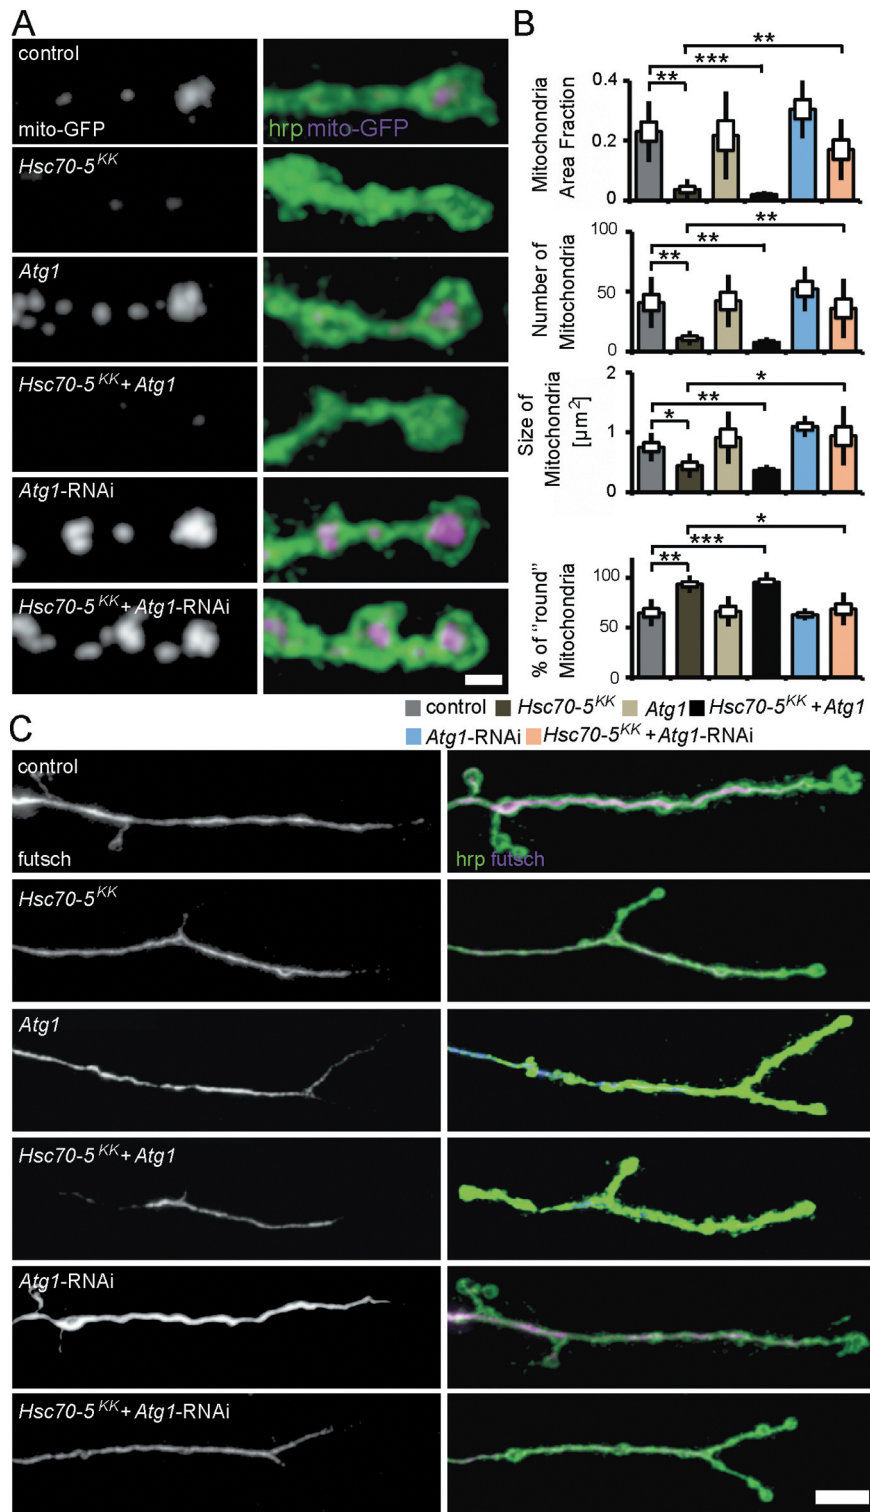 A
control
mito-GFP
hrp mito-GFP
Hsc70-5KK
Atg1
Hsc70-5KK + Atg1
Atg1-RNAi
Hsc70-5KK + Atg1-RNAi
B
**
***
**
0.4
0.2
0
Mitochondria
Area Fraction
**
**
**
100
50
0
Number of
Mitochondria
*
**
*
2
1
0
Size of
Mitochondria
[µm²]
*
***
**
100
50
0
% of "round"
Mitochondria
control Hsc70-5KK Atg1 Hsc70-5KK + Atg1
Atg1-RNAi Hsc70-5KK + Atg1-RNAi
C
control
futsch
hrp futsch
Hsc70-5KK
Atg1
Hsc70-5KK + Atg1
Atg1-RNAi
Hsc70-5KK + Atg1-RNAi